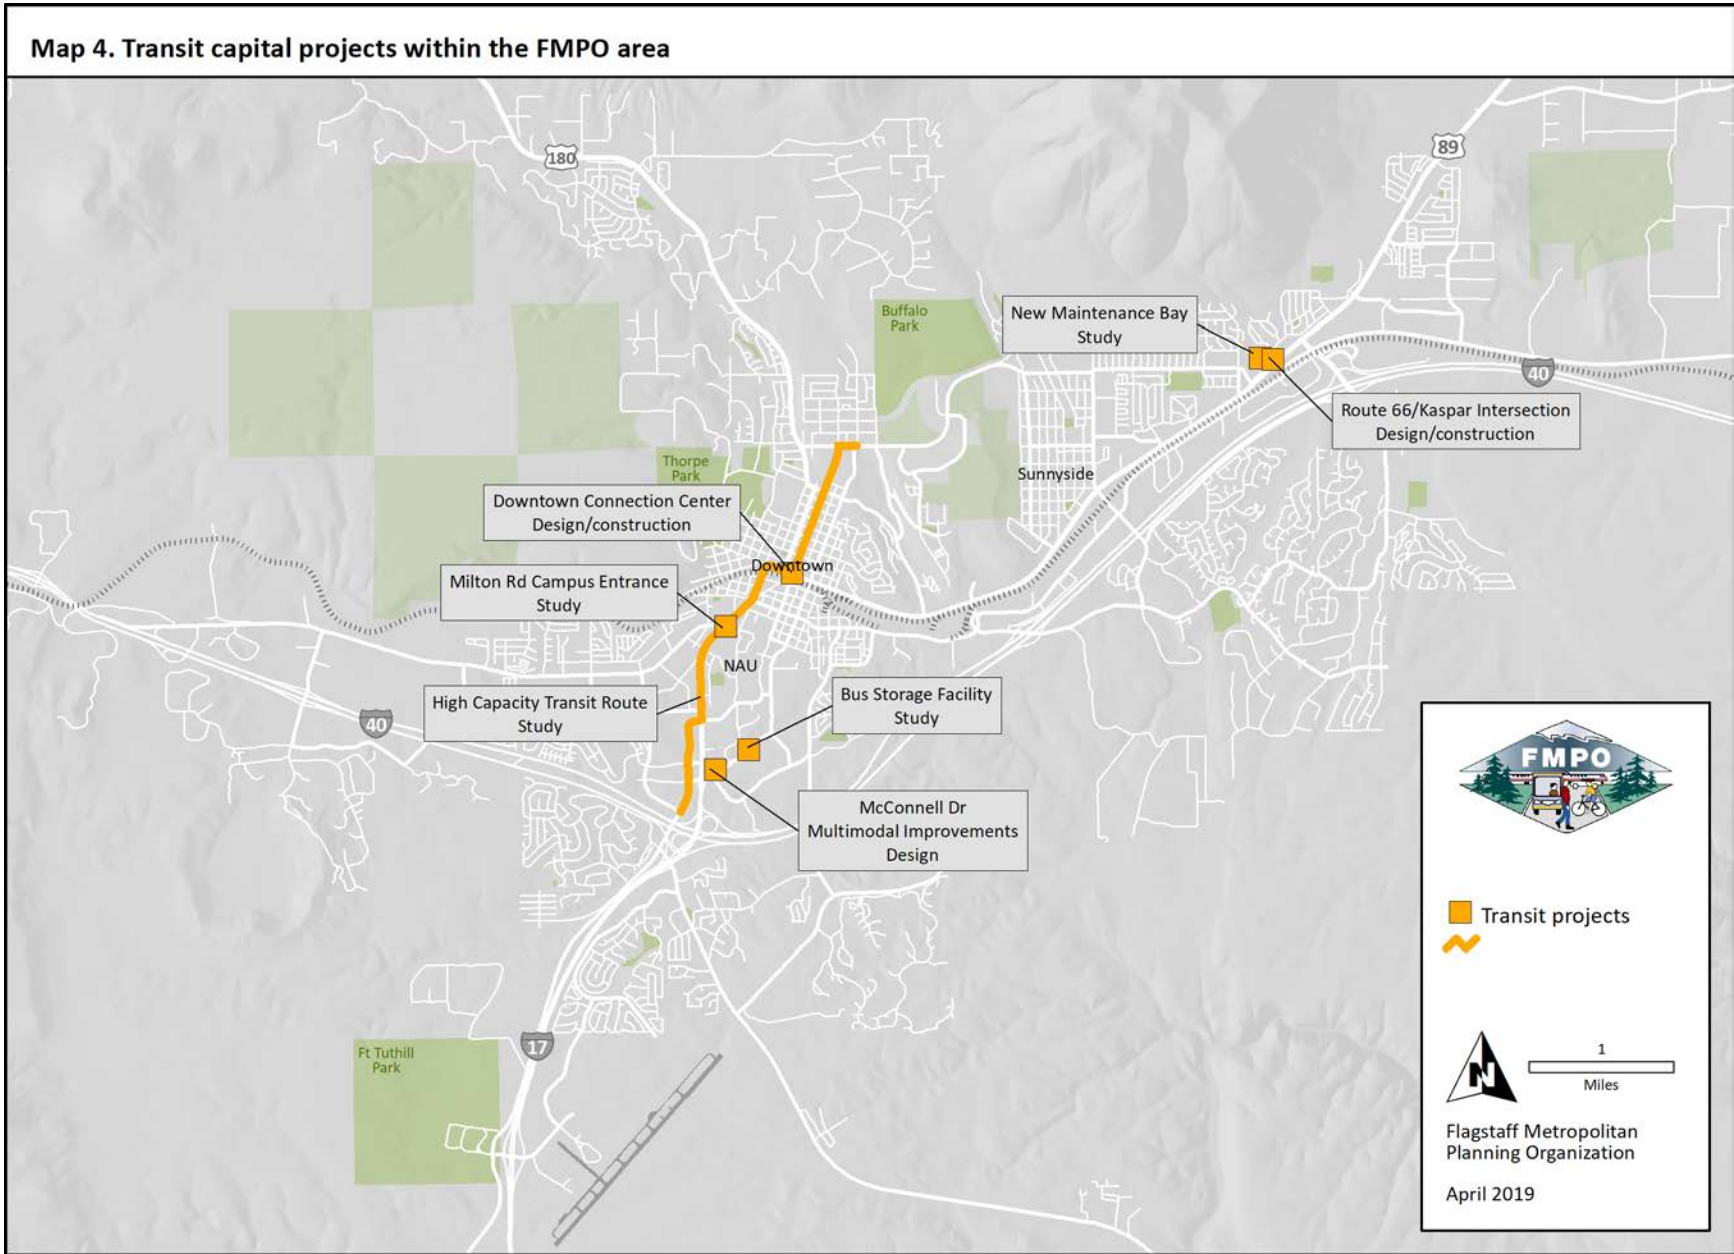 Map 4. Transit capital projects within the FMPO area
180
89
Buffalo
Park
New Maintenance Bay
Study
40
Route 66/Kaspar Intersection
Design/construction
Thorpe
Park
Sunnyside
Downtown Connection Center
Design/construction
Downtown
Milton Rd Campus Entrance
Study
NAU
High Capacity Transit Route
Study
Bus Storage Facility
Study
40
McConnell Dr
Multimodal Improvements
Design
Ft Tuthill
Park
17
FMPO
Transit projects
N
1
Miles
Flagstaff Metropolitan
Planning Organization
April 2019